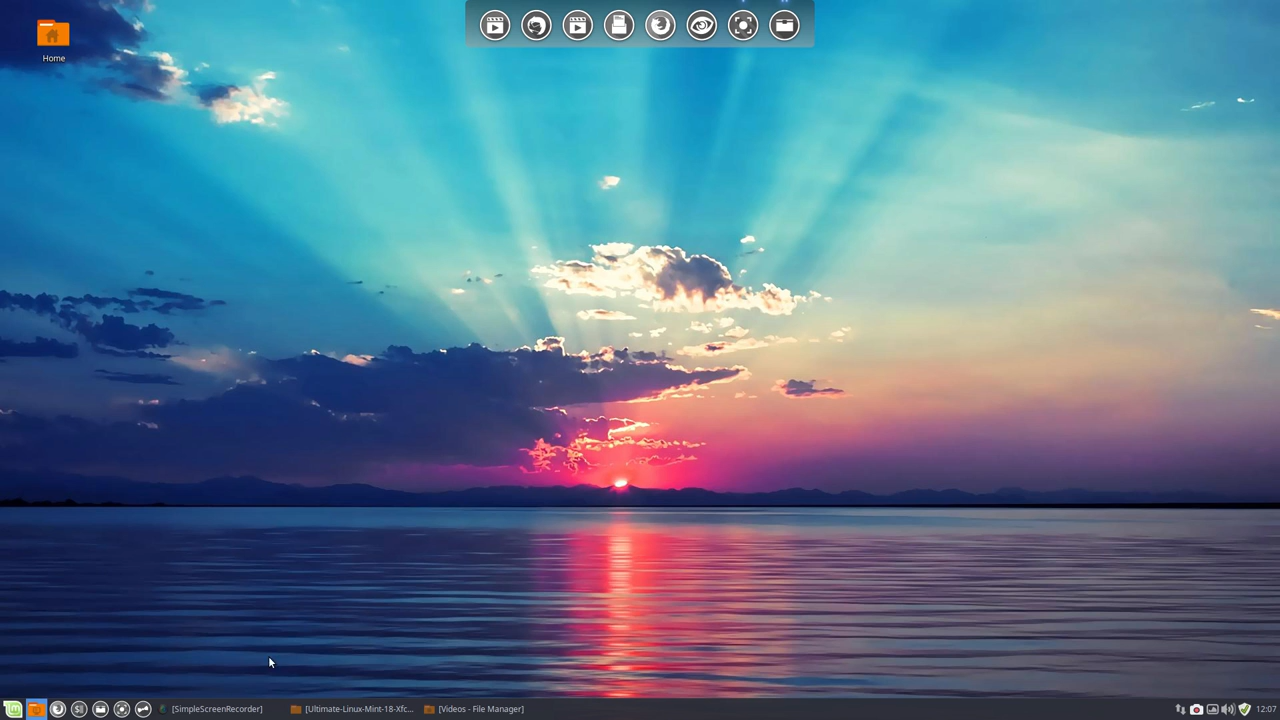 Home
[SimpleScreenRecorder]
[Ultimate-Linux-Mint-18-Xfc...
[Videos - File Manager]
12:07